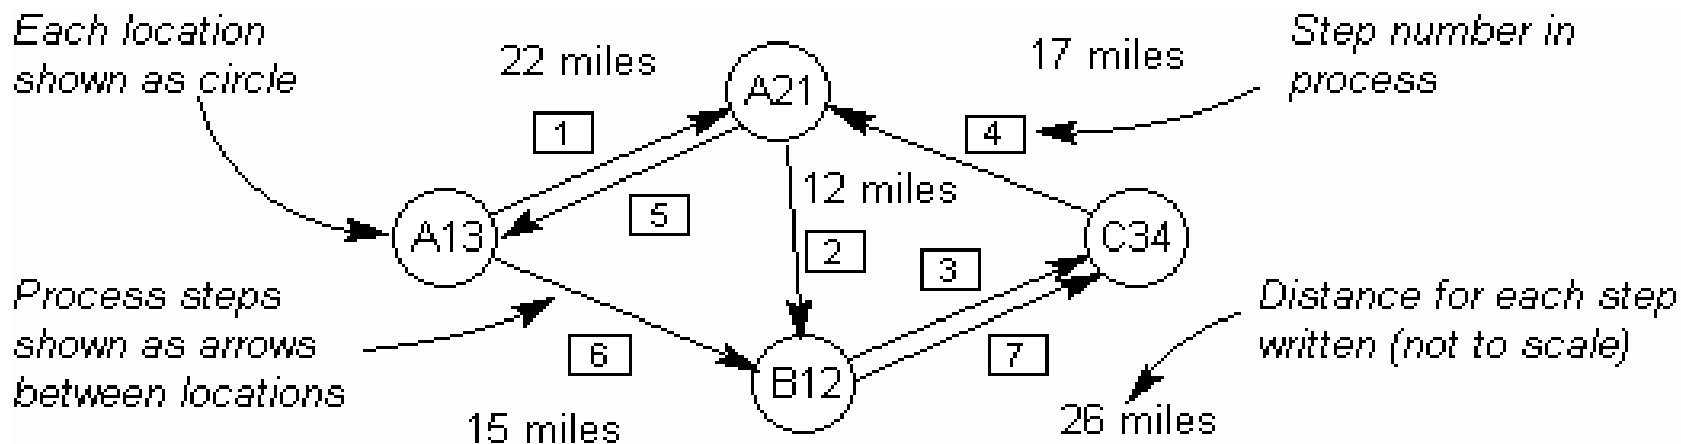 Each location
shown as circle
22 miles
A21
17 miles
Step number in
process
1
4
12 miles
5
A13
2
3
C34
Process steps
shown as arrows
between locations
6
B12
7
Distance for each step
written (not to scale)
15 miles
26 miles